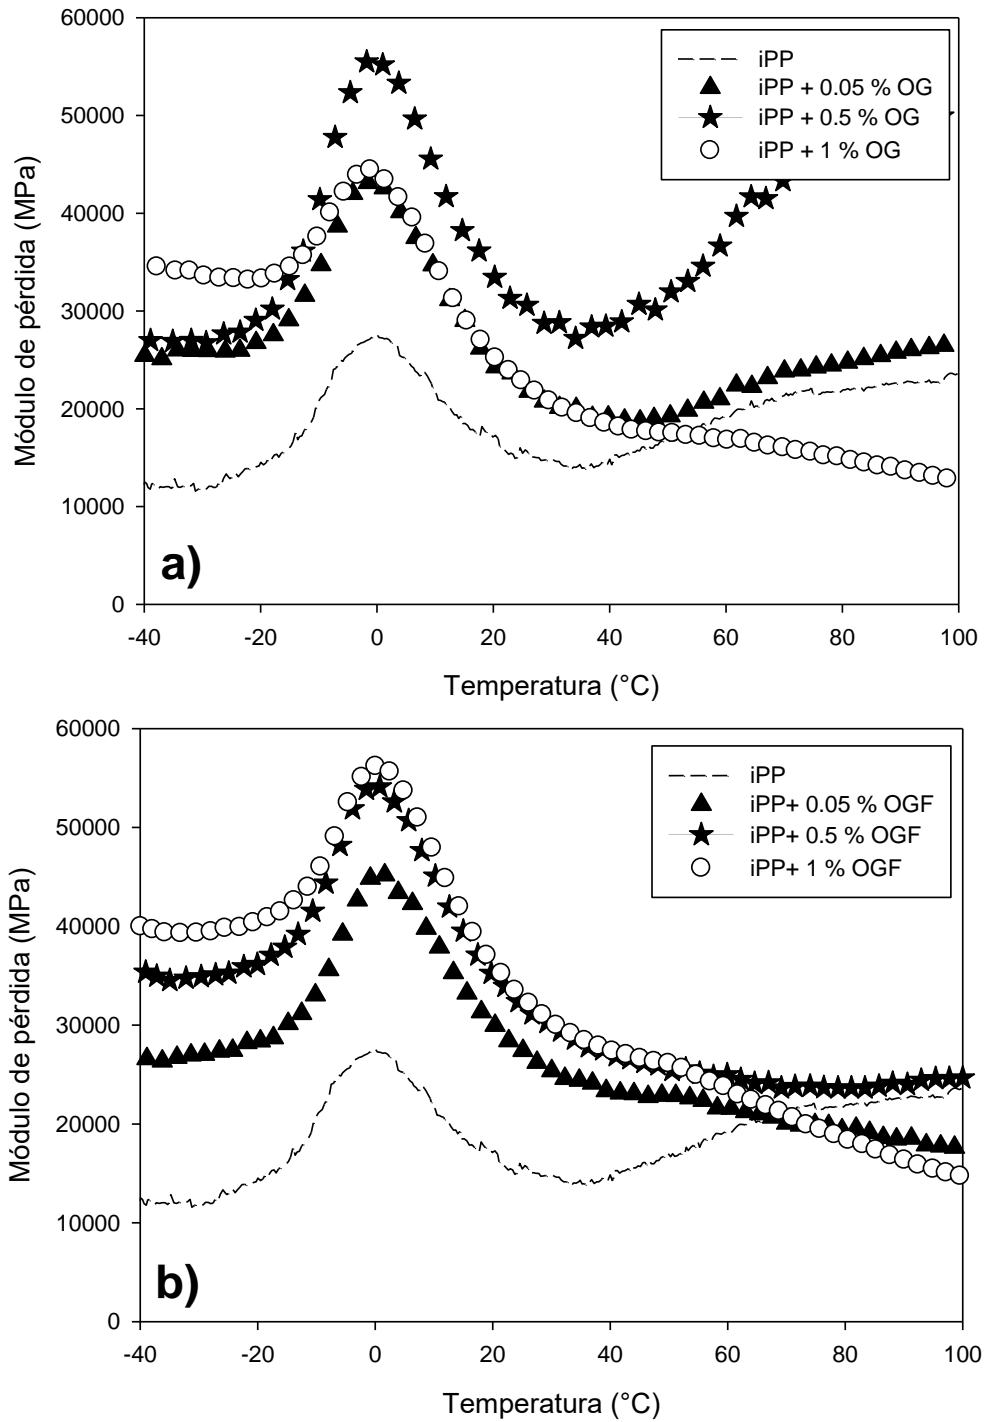 60000
50000
40000
30000
20000
10000
0
Módulo de pérdida (MPa)
iPP
iPP + 0.05 % OG
iPP + 0.5 % OG
iPP + 1 % OG
a)
-40 -20 0 20 40 60 80 100
Temperatura (°C)
60000
50000
40000
30000
20000
10000
0
Módulo de pérdida (MPa)
iPP
iPP+ 0.05 % OGF
iPP+ 0.5 % OGF
iPP+ 1 % OGF
b)
-40 -20 0 20 40 60 80 100
Temperatura (°C)